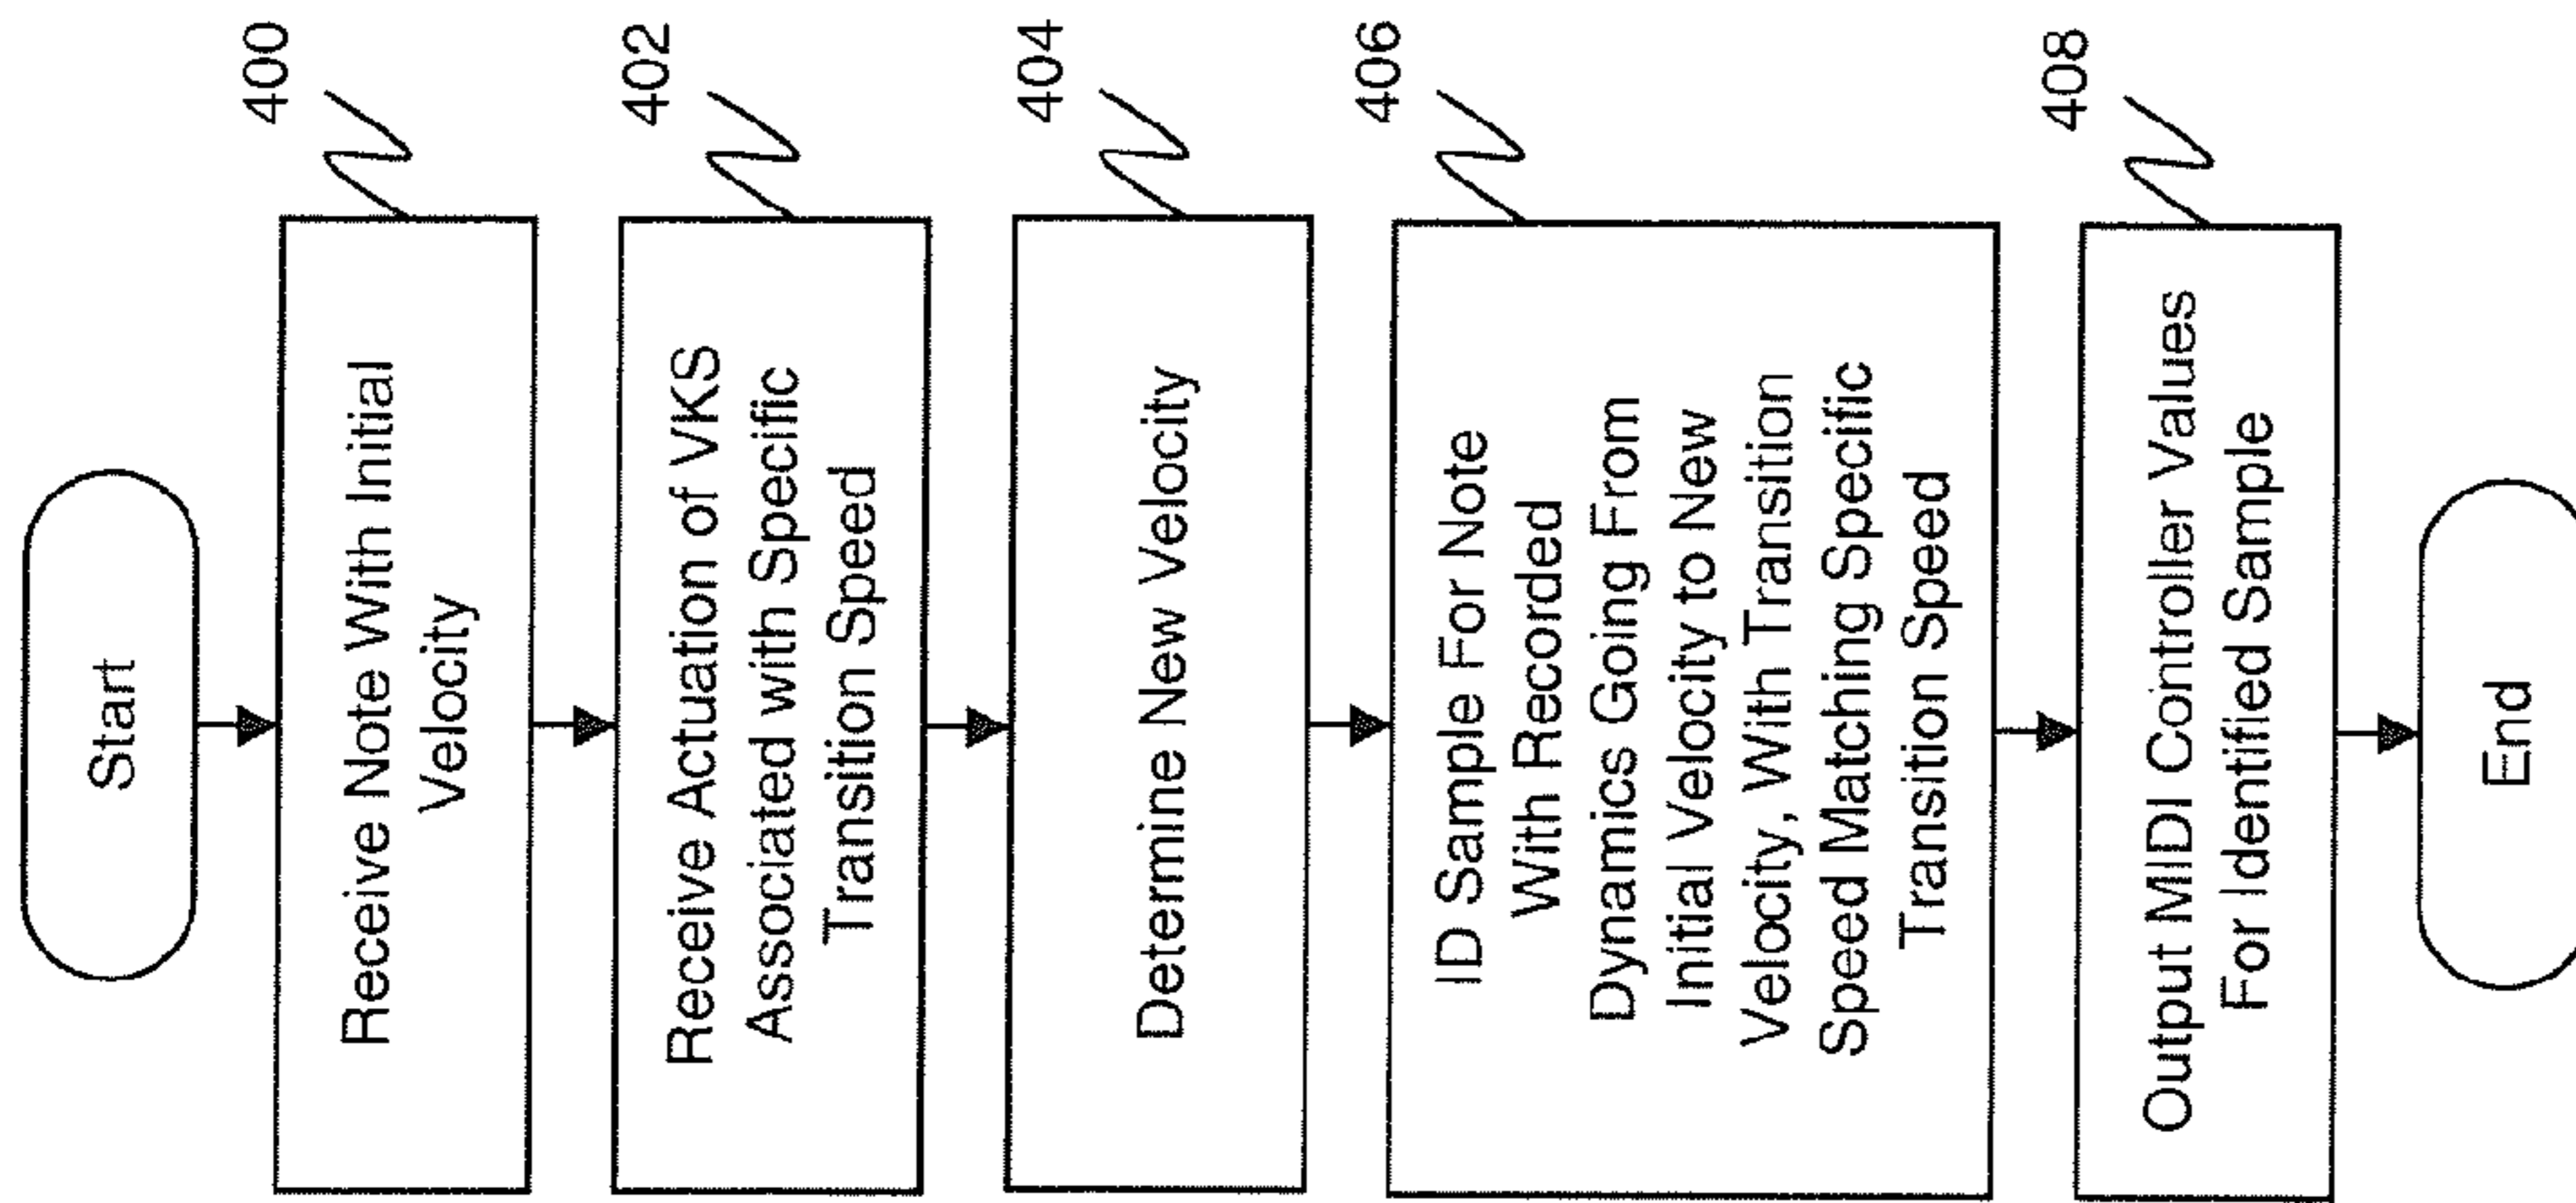 Start
400
Receive Note With Initial
Velocity
402
Receive Actuation of VKS
Associated with Specific
Transition Speed
404
Determine New Velocity
406
ID Sample For Note
With Recorded
Dynamics Going From
Initial Velocity to New
Velocity, With Transition
Speed Matching Specific
Transition Speed
408
Output MIDI Controller Values
For Identified Sample
End